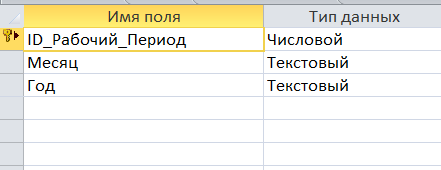 Имя поля Тип данных
ID_Рабочий_Период Числовой
Месяц Текстовый
Год Текстовый